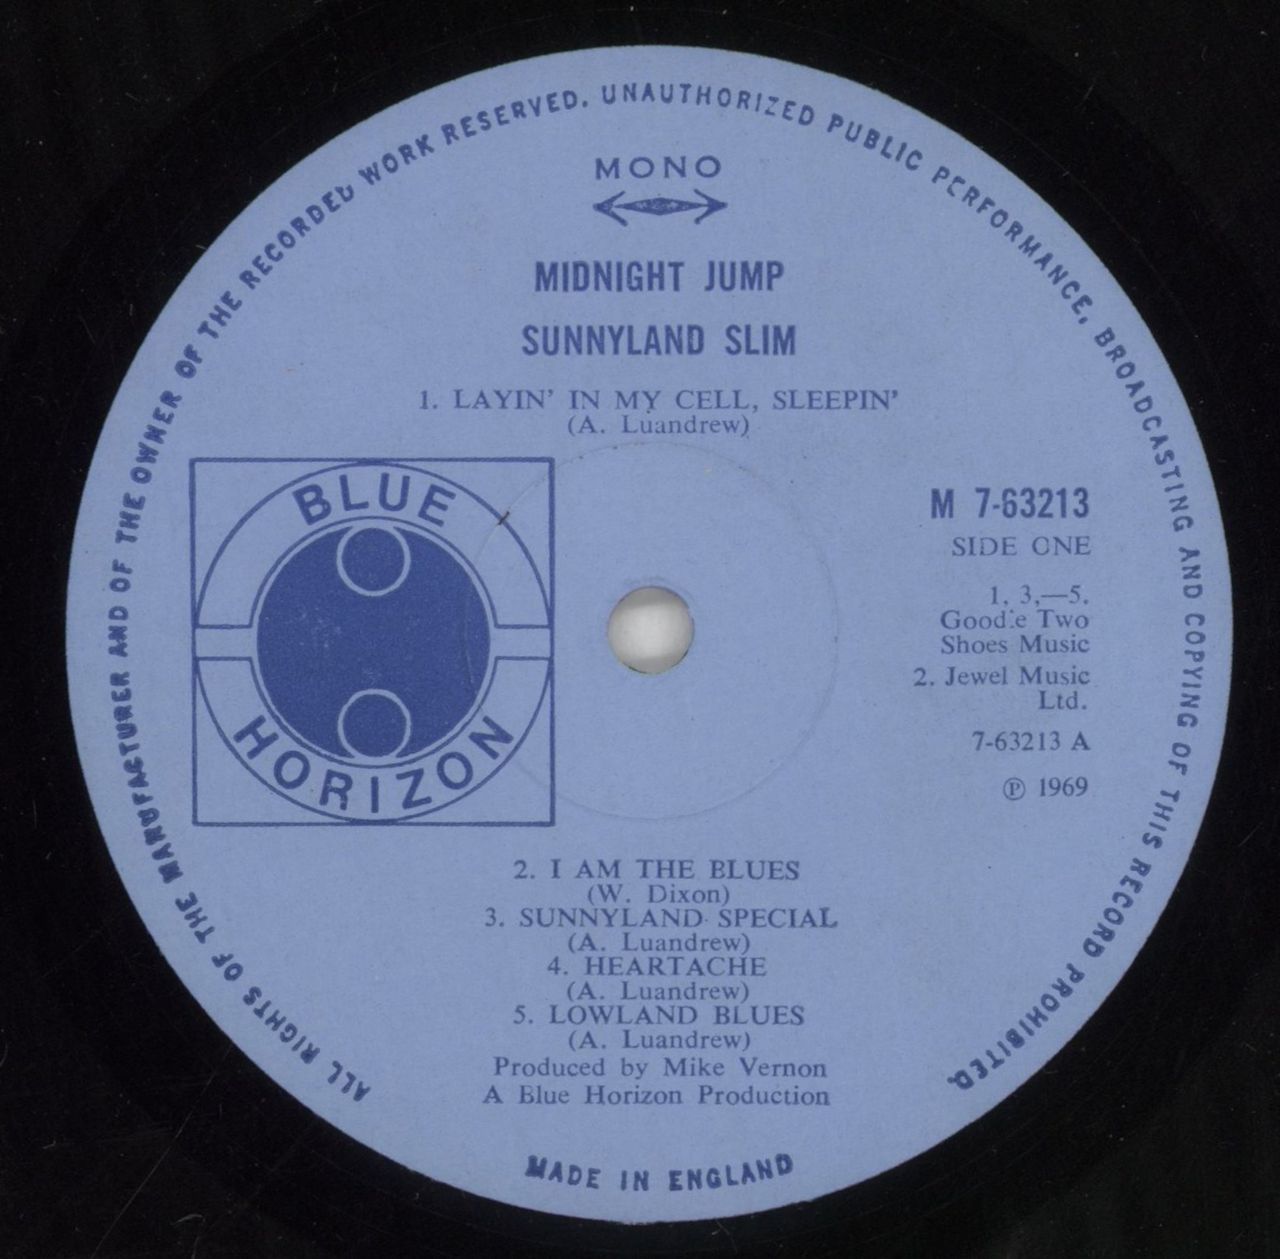 ALL RIGHTS OF THE MANUFACTURER AND OF THE OWNER OF THE RECORDED WORK RESERVED. UNAUTHORIZED PUBLIC PERFORMANCE, BROADCASTING AND COPYING OF THIS RECORD PROHIBITED.
MONO
MIDNIGHT JUMP
SUNNYLAND SLIM
1. LAYIN' IN MY CELL, SLEEPIN'
(A. Luandrew)
BLUE
HORIZON
M 7-63213
SIDE ONE
1, 3,—5.
Goodie Two
Shoes Music
2. Jewel Music
Ltd.
7-63213 A
℗ 1969
2. I AM THE BLUES
(W. Dixon)
3. SUNNYLAND SPECIAL
(A. Luandrew)
4. HEARTACHE
(A. Luandrew)
5. LOWLAND BLUES
(A. Luandrew)
Produced by Mike Vernon
A Blue Horizon Production
MADE IN ENGLAND